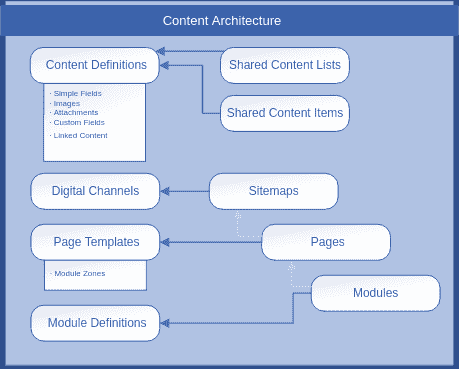 Content Architecture
Content Definitions
Shared Content Lists
· Simple Fields
· Images
· Attachments
· Custom Fields
· Linked Content
Shared Content Items
Digital Channels
Sitemaps
Page Templates
Pages
· Module Zones
Modules
Module Definitions